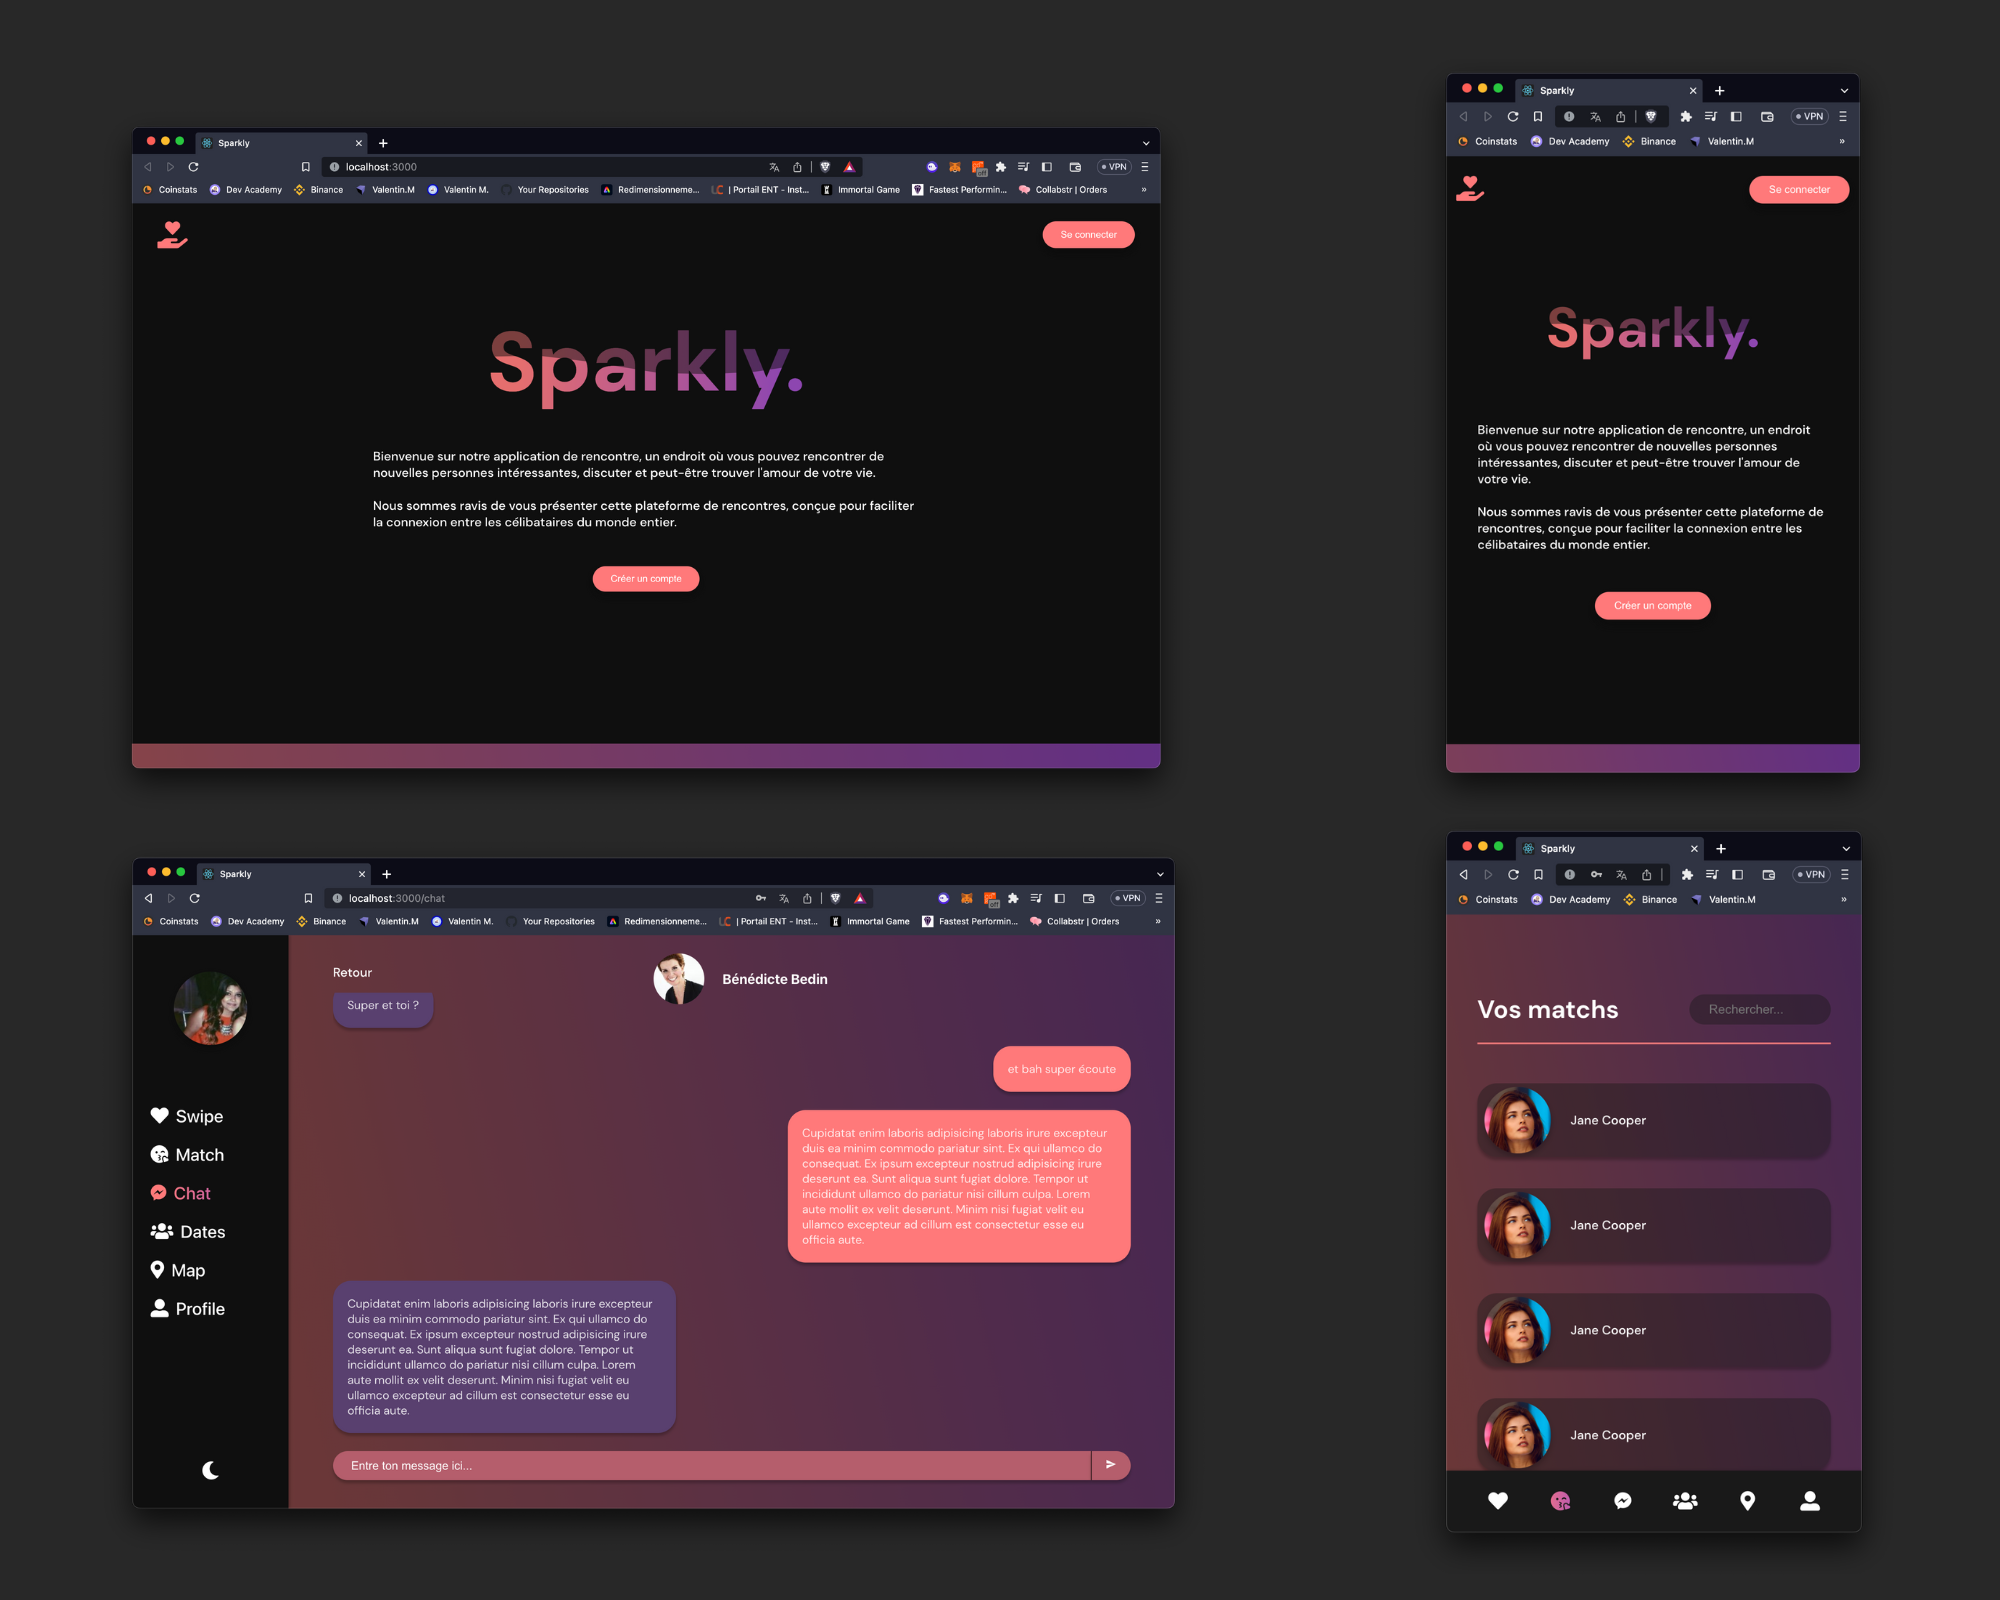 Sparkly
localhost:3000
VPN
Coinstats
Dev Academy
Binance
Valentin.M
Valentin M.
Your Repositories
Redimensionneme...
| Portail ENT - Inst...
Immortal Game
Fastest Performin...
Collabstr | Orders
»
Se connecter
Sparkly.
Bienvenue sur notre application de rencontre, un endroit où vous pouvez rencontrer de
nouvelles personnes intéressantes, discuter et peut-être trouver l'amour de votre vie.
Nous sommes ravis de vous présenter cette plateforme de rencontres, conçue pour faciliter
la connexion entre les célibataires du monde entier.
Créer un compte
Sparkly
VPN
Coinstats
Dev Academy
Binance
Valentin.M
»
Se connecter
Sparkly.
Bienvenue sur notre application de rencontre, un endroit
où vous pouvez rencontrer de nouvelles personnes
intéressantes, discuter et peut-être trouver l'amour de
votre vie.
Nous sommes ravis de vous présenter cette plateforme de
rencontres, conçue pour faciliter la connexion entre les
célibataires du monde entier.
Créer un compte
Sparkly
localhost:3000/chat
VPN
Coinstats
Dev Academy
Binance
Valentin.M
Valentin M.
Your Repositories
Redimensionneme...
| Portail ENT - Inst...
Immortal Game
Fastest Performin...
Collabstr | Orders
»
Swipe
Match
Chat
Dates
Map
Profile
Retour
Bénédicte Bedin
Super et toi ?
et bah super écoute
Cupidatat enim laboris adipisicing laboris irure excepteur
duis ea minim commodo pariatur sint. Ex qui ullamco do
consequat. Ex ipsum excepteur nostrud adipisicing irure
deserunt ea. Sunt aliqua sunt fugiat dolore. Tempor ut
incididunt ullamco do pariatur nisi cillum culpa. Lorem
aute mollit ex velit deserunt. Minim nisi fugiat velit eu
ullamco excepteur ad cillum est consectetur esse eu
officia aute.
Cupidatat enim laboris adipisicing laboris irure excepteur
duis ea minim commodo pariatur sint. Ex qui ullamco do
consequat. Ex ipsum excepteur nostrud adipisicing irure
deserunt ea. Sunt aliqua sunt fugiat dolore. Tempor ut
incididunt ullamco do pariatur nisi cillum culpa. Lorem
aute mollit ex velit deserunt. Minim nisi fugiat velit eu
ullamco excepteur ad cillum est consectetur esse eu
officia aute.
Entre ton message ici...
Sparkly
VPN
Coinstats
Dev Academy
Binance
Valentin.M
»
Vos matchs
Rechercher...
Jane Cooper
Jane Cooper
Jane Cooper
Jane Cooper